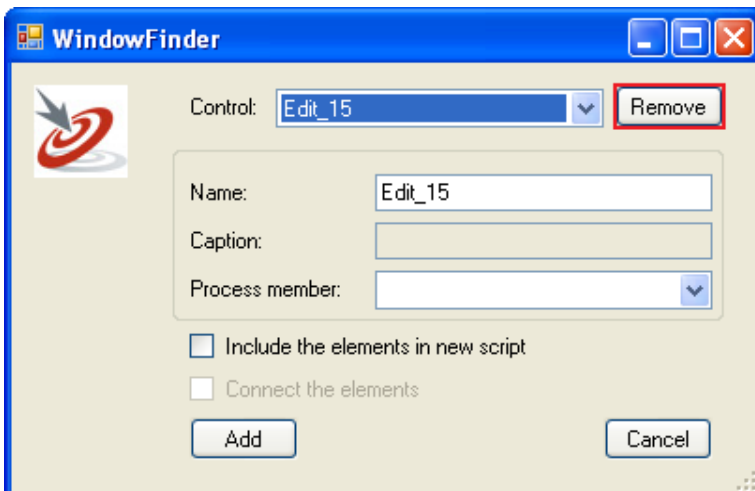 WindowFinder
Control: Edit_15 Remove
Name: Edit_15
Caption:
Process member:
Include the elements in new script
Connect the elements
Add Cancel